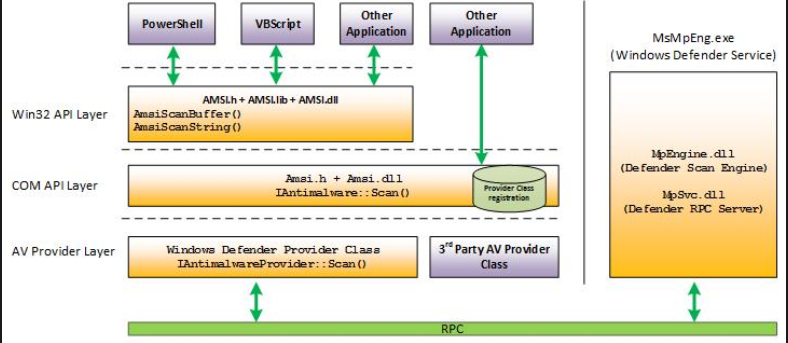 PowerShell
VBScript
Other
Application
Other
Application
MsMpEng.exe
(Windows Defender Service)
Win32 API Layer
AMSI.h + AMSI.lib + AMSI.dll
AmsiScanBuffer()
AmsiScanString()
COM API Layer
Amsi.h + Amsi.dll
IAntimalware::Scan()
Provider Class
registration
MpEngine.dll
(Defender Scan Engine)
MpSvc.dll
(Defender RPC Server)
AV Provider Layer
Windows Defender Provider Class
IAntimalwareProvider::Scan()
3rd Party AV Provider
Class
RPC